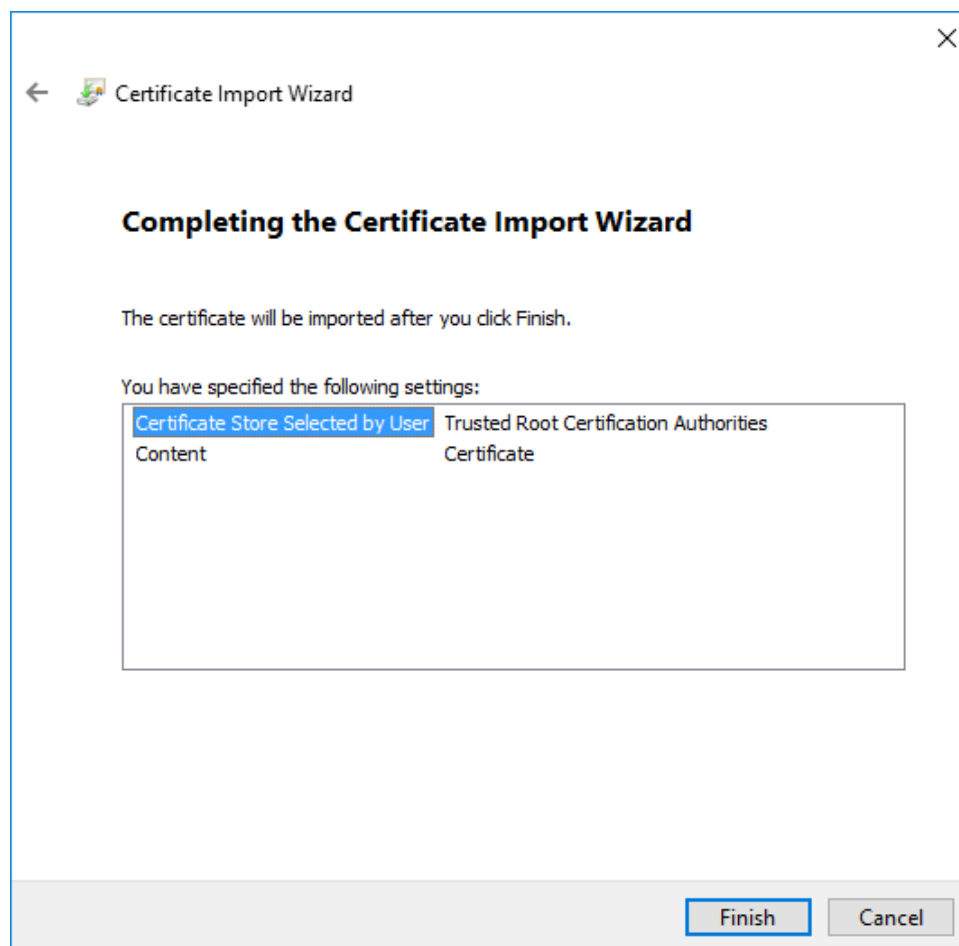 Certificate Import Wizard
Completing the Certificate Import Wizard
The certificate will be imported after you click Finish.
You have specified the following settings:
Certificate Store Selected by User Trusted Root Certification Authorities
Content Certificate
Finish Cancel